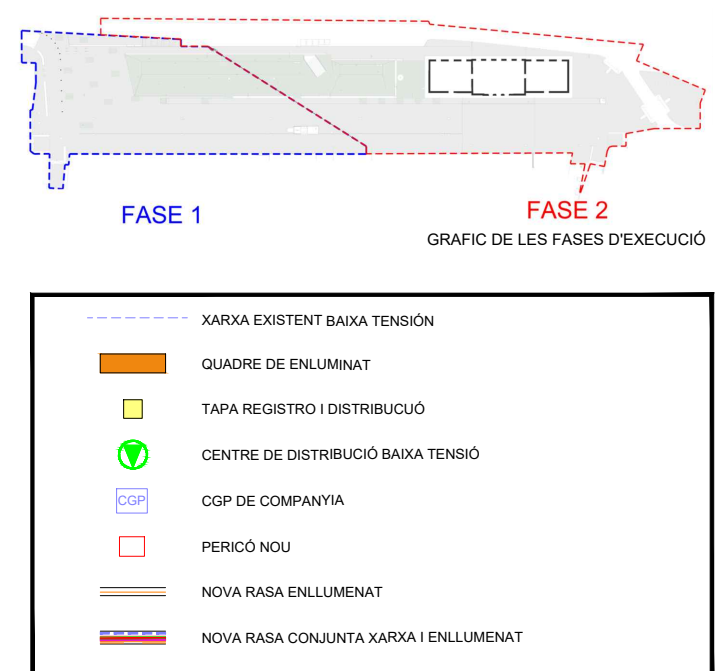 FASE 1
FASE 2
GRAFIC DE LES FASES D'EXECUCIÓ
XARXA EXISTENT BAIXA TENSIÓN
QUADRE DE ENLUMINAT
TAPA REGISTRO I DISTRIBUCUÓ
CENTRE DE DISTRIBUCIÓ BAIXA TENSIÓ
CGP CGP DE COMPANYIA
PERICÓ NOU
NOVA RASA ENLLUMENAT
NOVA RASA CONJUNTA XARXA I ENLLUMENAT